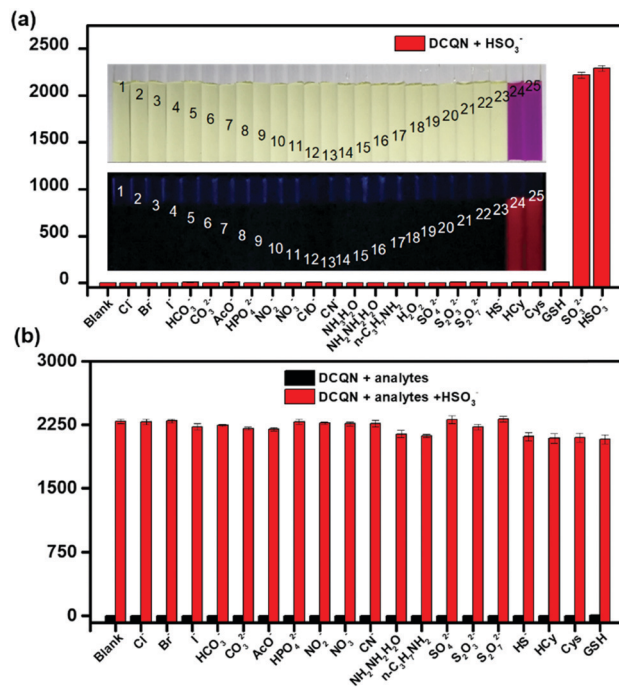 (a)
2500
2000
1500
1000
500
0
DCQN + HSO₃⁻
1 2 3 4 5 6 7 8 9 10 11 12 13 14 15 16 17 18 19 20 21 22 23 24 25
1 2 3 4 5 6 7 8 9 10 11 12 13 14 15 16 17 18 19 20 21 22 23 24 25
Blank Cl⁻ Br⁻ I⁻ HCO₃⁻ CO₃²⁻ AcO⁻ HPO₄²⁻ NO₂⁻ NO₃⁻ ClO⁻ CN⁻ NH₃H₂O NH₂NH₂H₂O n-C₃H₇NH₂ H₂O₂ SO₄²⁻ S₂O₃²⁻ S₂O₇²⁻ HS⁻ HCy Cys GSH SO₃²⁻ HSO₃⁻
(b)
3000
2250
1500
750
0
DCQN + analytes
DCQN + analytes +HSO₃⁻
Blank Cl⁻ Br⁻ I⁻ HCO₃⁻ CO₃²⁻ AcO⁻ HPO₄²⁻ NO₂⁻ NO₃⁻ CN⁻ NH₂NH₂H₂O n-C₃H₇NH₂ SO₄²⁻ S₂O₃²⁻ S₂O₇²⁻ HS⁻ HCy Cys GSH